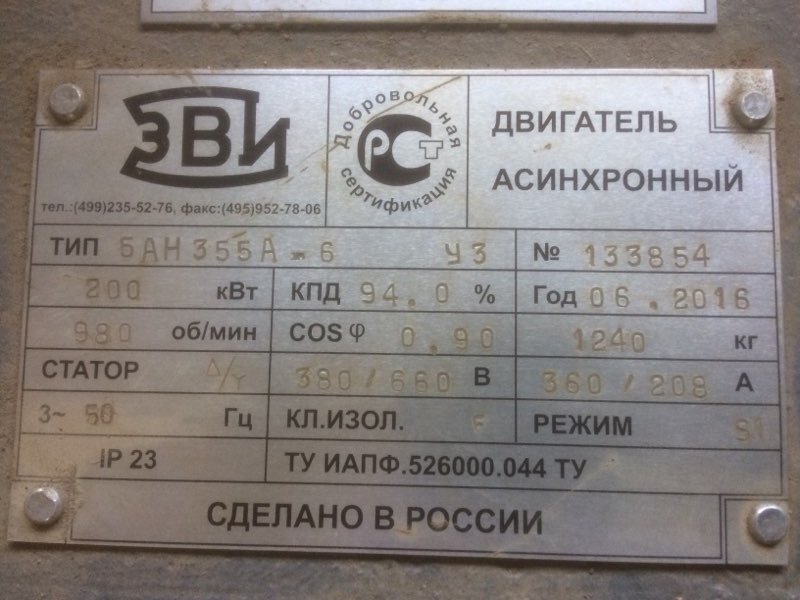 ЗВИ
тел.:(499)235-52-76, факс:(495)952-78-06
Добровольная
РСТ
сертификация
ДВИГАТЕЛЬ
АСИНХРОННЫЙ
ТИП 5АН355А-6 У3 № 133854
200 кВт КПД 94.0 % Год 06.2016
980 об/мин COS φ 0.90 1240 кг
СТАТОР Δ/Y 380/660 В 360/208 А
3~ 50 Гц КЛ.ИЗОЛ. F РЕЖИМ S1
IP 23 ТУ ИАПФ.526000.044 ТУ
СДЕЛАНО В РОССИИ